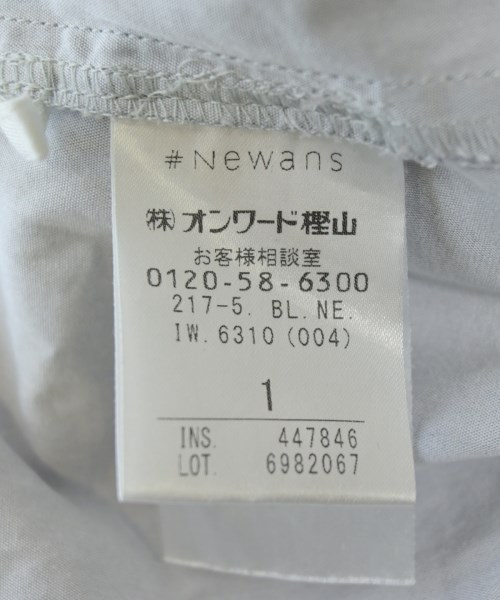 #Newans
㈱オンワード樫山
お客様相談室
0120-58-6300
217-5. BL.NE.
IW.6310 (004)
1
INS. 447846
LOT. 6982067